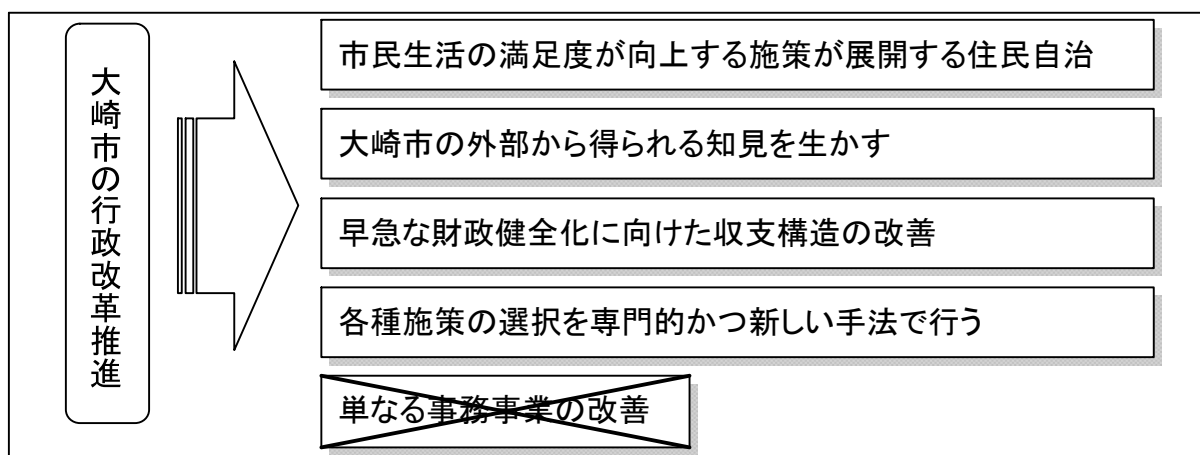 大崎市の行政改革推進
市民生活の満足度が向上する施策が展開する住民自治
大崎市の外部から得られる知見を生かす
早急な財政健全化に向けた収支構造の改善
各種施策の選択を専門的かつ新しい手法で行う
単なる事務事業の改善